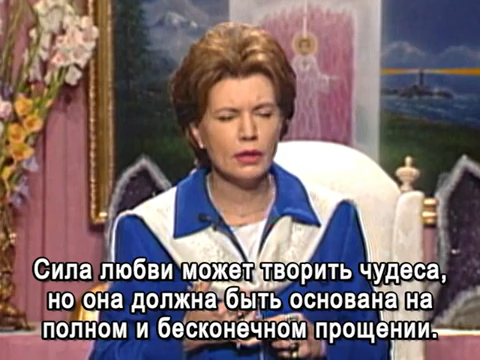 Сила любви может творить чудеса,
но она должна быть основана на
полном и бесконечном прощении.